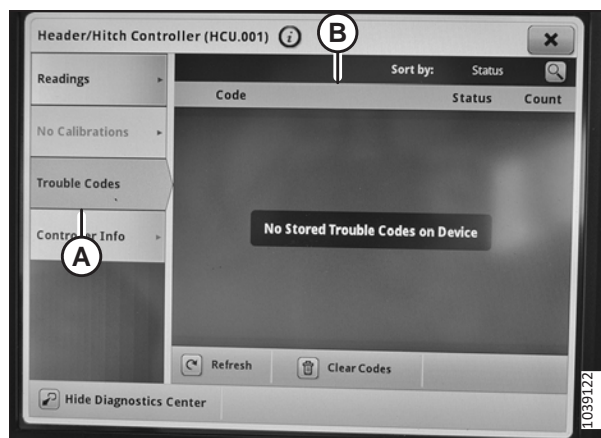 Header/Hitch Controller (HCU.001) i
B
Readings
Sort by: Status
Code Status Count
No Calibrations
Trouble Codes
No Stored Trouble Codes on Device
Controller Info
A
Refresh Clear Codes
Hide Diagnostics Center
1039122